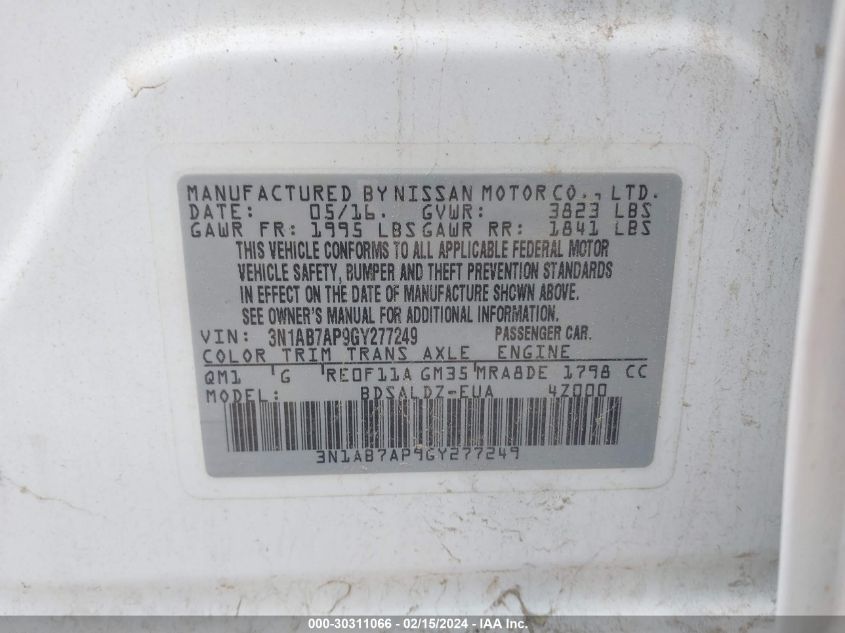 MANUFACTURED BY NISSAN MOTOR CO., LTD.
DATE: 05/16. GVWR: 3823 LBS
GAWR FR: 1995 LBS GAWR RR: 1841 LBS
THIS VEHICLE CONFORMS TO ALL APPLICABLE FEDERAL MOTOR
VEHICLE SAFETY, BUMPER AND THEFT PREVENTION STANDARDS
IN EFFECT ON THE DATE OF MANUFACTURE SHOWN ABOVE.
SEE OWNER'S MANUAL FOR ADDITIONAL INFORMATION.
VIN: 3N1AB7AP9GY277249 PASSENGER CAR.
COLOR TRIM TRANS AXLE ENGINE
QM1 G RE0F11A GM35 MRA8DE 1798 CC
MODEL: BDSALDZ-EUA 4Z000
3N1AB7AP9GY277249
000-30311066 - 02/15/2024 - IAA Inc.